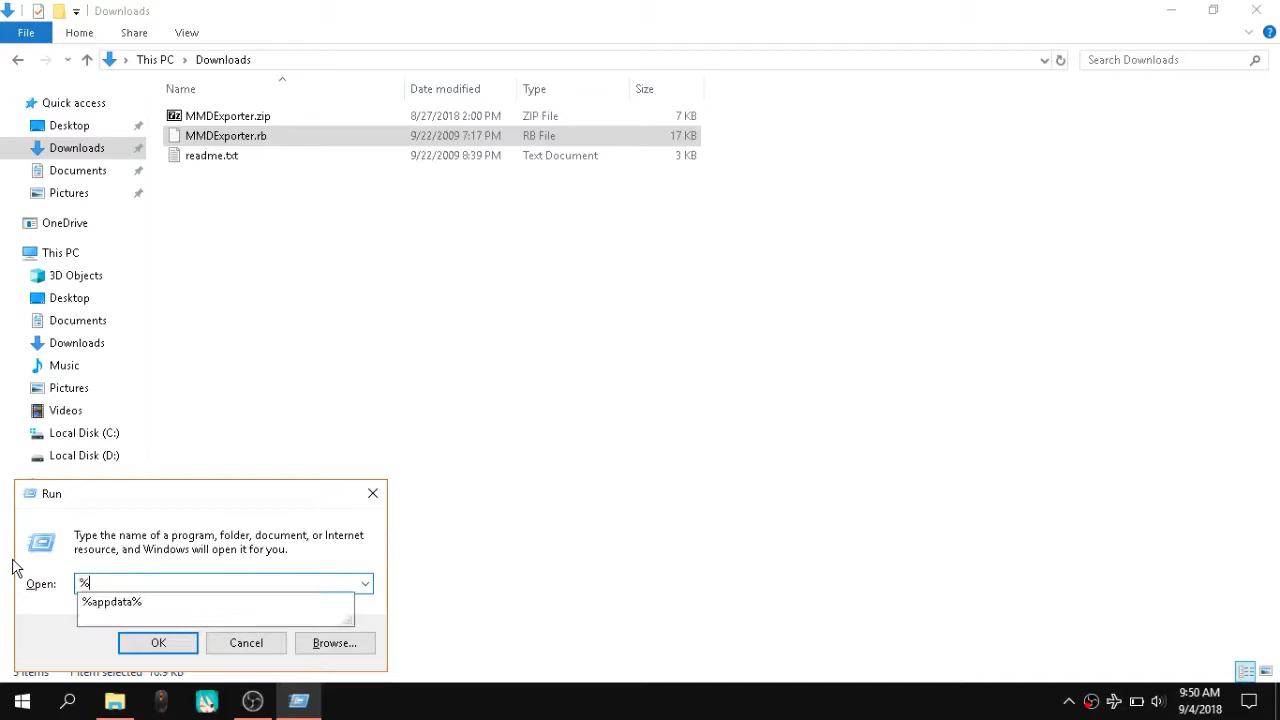 Downloads
File Home Share View
This PC Downloads
Search Downloads
Name Date modified Type Size
MMDExporter.zip 8/27/2018 2:00 PM ZIP File 7 KB
MMDExporter.rb 9/22/2009 7:17 PM RB File 17 KB
readme.txt 9/22/2009 8:39 PM Text Document 3 KB
Quick access
Desktop
Downloads
Documents
Pictures
OneDrive
This PC
3D Objects
Desktop
Documents
Downloads
Music
Pictures
Videos
Local Disk (C:)
Local Disk (D:)
Run
Type the name of a program, folder, document, or Internet
resource, and Windows will open it for you.
Open: %
%appdata%
OK Cancel Browse...
items 1 item selected 16.9 KB
9:50 AM
9/4/2018